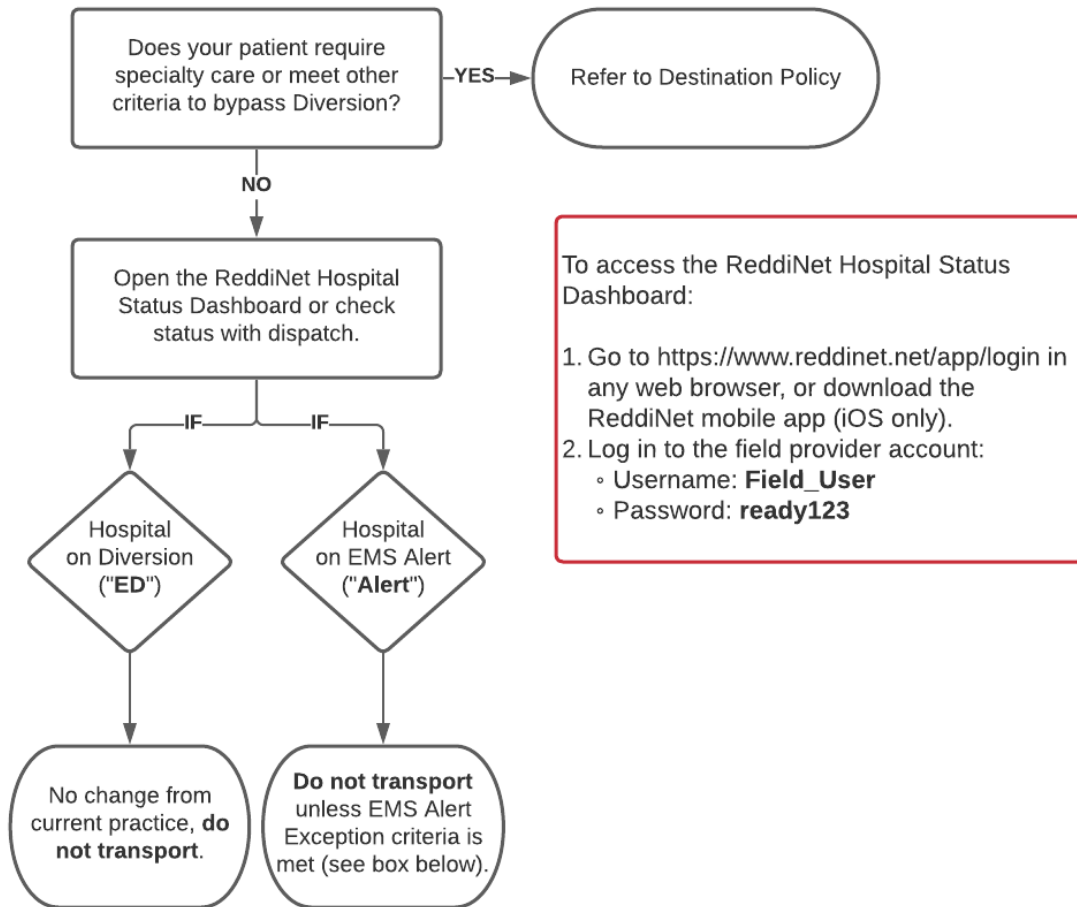 Does your patient require
specialty care or meet other
criteria to bypass Diversion?
YES
Refer to Destination Policy
NO
Open the ReddiNet Hospital
Status Dashboard or check
status with dispatch.
IF
IF
Hospital
on Diversion
("ED")
Hospital
on EMS Alert
("Alert")
No change from
current practice, do
not transport.
Do not transport
unless EMS Alert
Exception criteria is
met (see box below).
To access the ReddiNet Hospital Status
Dashboard:
1. Go to https://www.reddinet.net/app/login in
any web browser, or download the
ReddiNet mobile app (iOS only).
2. Log in to the field provider account:
◦ Username: Field_User
◦ Password: ready123